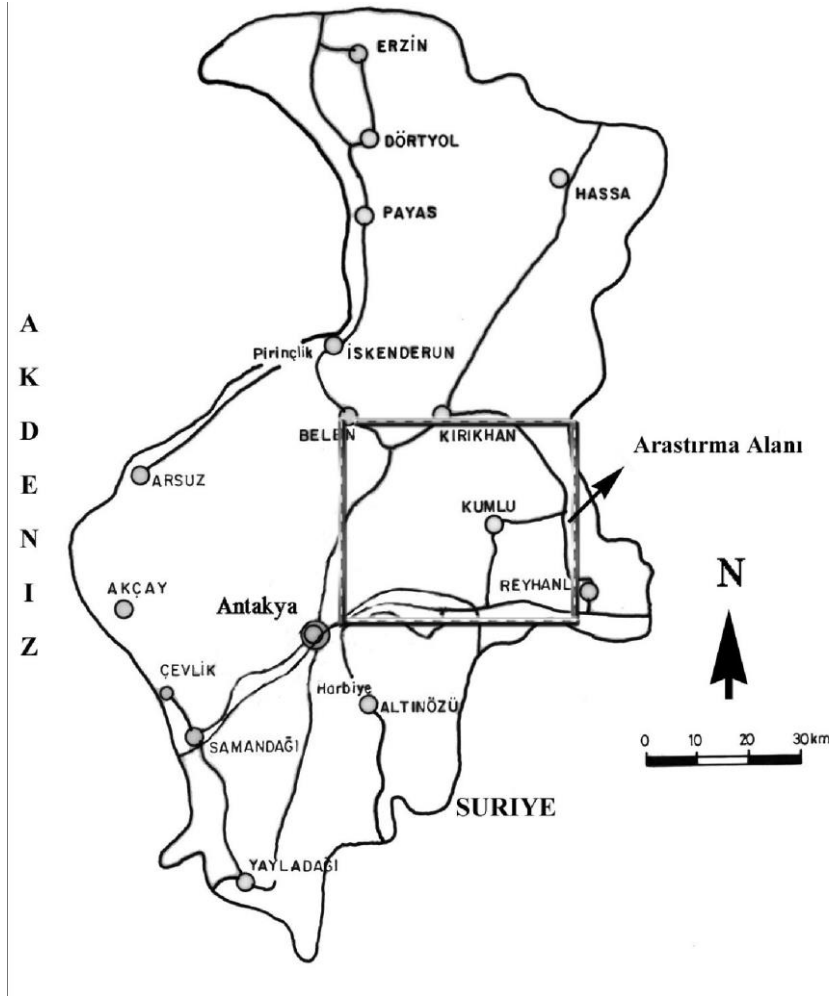 ERZİN
DÖRTYOL
HASSA
PAYAS
AKDENIZ
Pirinçlik
İSKENDERUN
BELEN
KIRIKHAN
Arastırma Alanı
ARSUZ
KUMLU
REYHANLI
AKÇAY
Antakya
N
ÇEVLİK
Harbiye
ALTINÖZÜ
SAMANDAĞI
0 10 20 30km
SURIYE
YAYLADAĞI